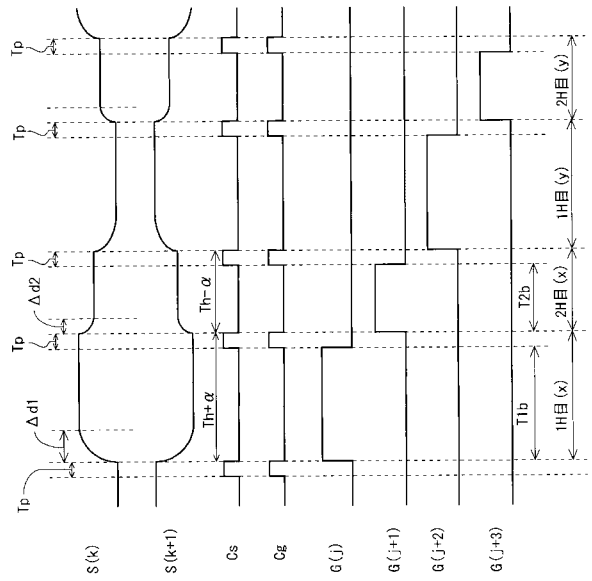 Tp
Δd1
Tp
Δd2
Tp
Tp
Tp
S(k)
S(k+1)
Th+α
Th-α
Cs
Cg
G(j)
G(j+1)
G(j+2)
G(j+3)
T1b
T2b
1H目(x)
2H目(x)
1H目(y)
2H目(y)